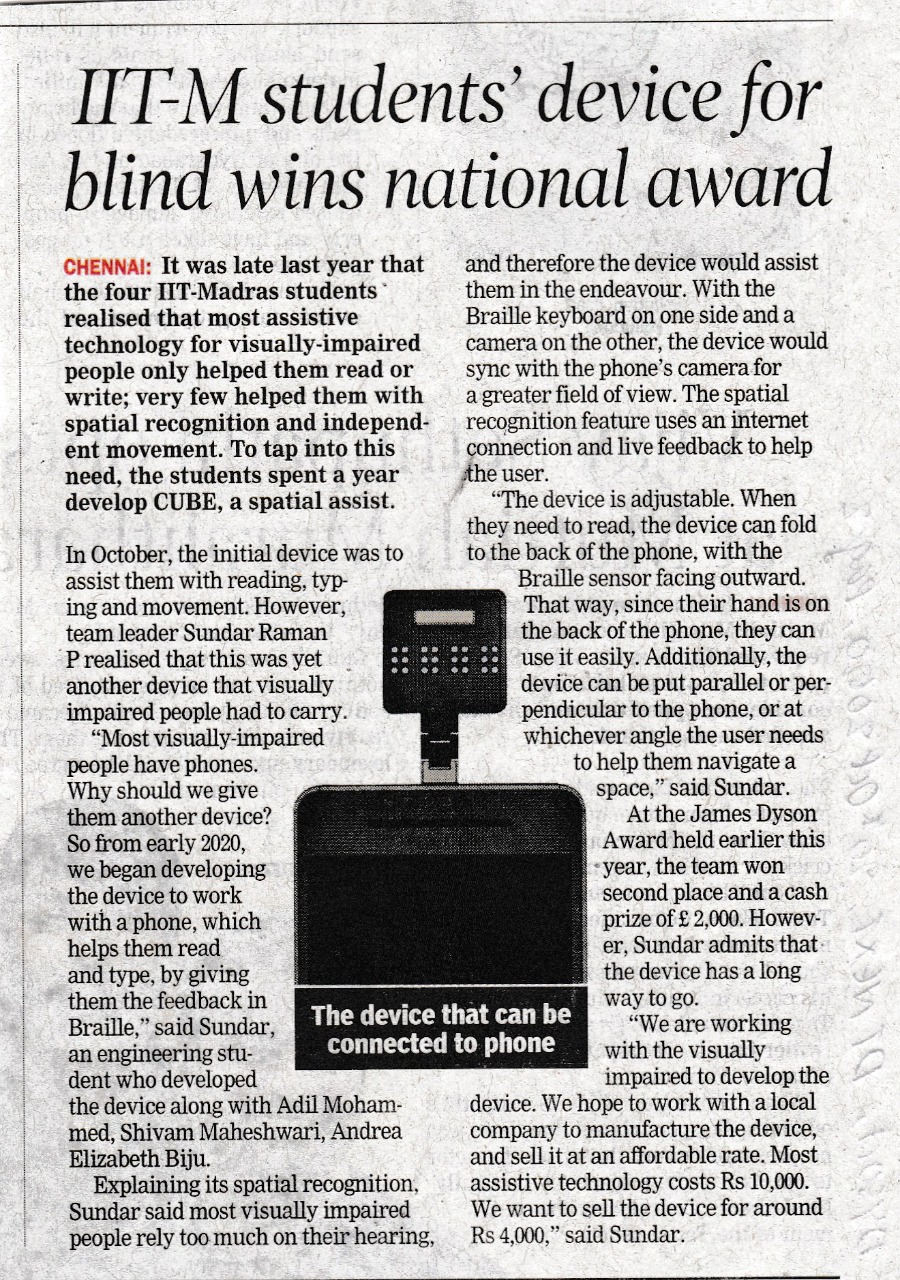 IIT-M students' device for
blind wins national award
CHENNAI: It was late last year that
the four IIT-Madras students
realised that most assistive
technology for visually-impaired
people only helped them read or
write; very few helped them with
spatial recognition and independ-
ent movement. To tap into this
need, the students spent a year
develop CUBE, a spatial assist.
In October, the initial device was to
assist them with reading, typ-
ing and movement. However,
team leader Sundar Raman
P realised that this was yet
another device that visually
impaired people had to carry.
“Most visually-impaired
people have phones.
Why should we give
them another device?
So from early 2020,
we began developing
the device to work
with a phone, which
helps them read
and type, by giving
them the feedback in
Braille,” said Sundar,
an engineering stu-
dent who developed
the device along with Adil Moham-
med, Shivam Maheshwari, Andrea
Elizabeth Biju.
Explaining its spatial recognition,
Sundar said most visually impaired
people rely too much on their hearing,
and therefore the device would assist
them in the endeavour. With the
Braille keyboard on one side and a
camera on the other, the device would
sync with the phone's camera for
a greater field of view. The spatial
recognition feature uses an internet
connection and live feedback to help
the user.
“The device is adjustable. When
they need to read, the device can fold
to the back of the phone, with the
Braille sensor facing outward.
That way, since their hand is on
the back of the phone, they can
use it easily. Additionally, the
device can be put parallel or per-
pendicular to the phone, or at
whichever angle the user needs
to help them navigate a
space,” said Sundar.
At the James Dyson
Award held earlier this
year, the team won
second place and a cash
prize of £ 2,000. Howev-
er, Sundar admits that
the device has a long
way to go.
“We are working
with the visually
impaired to develop the
device. We hope to work with a local
company to manufacture the device,
and sell it at an affordable rate. Most
assistive technology costs Rs 10,000.
We want to sell the device for around
Rs 4,000,” said Sundar.
The device that can be
connected to phone